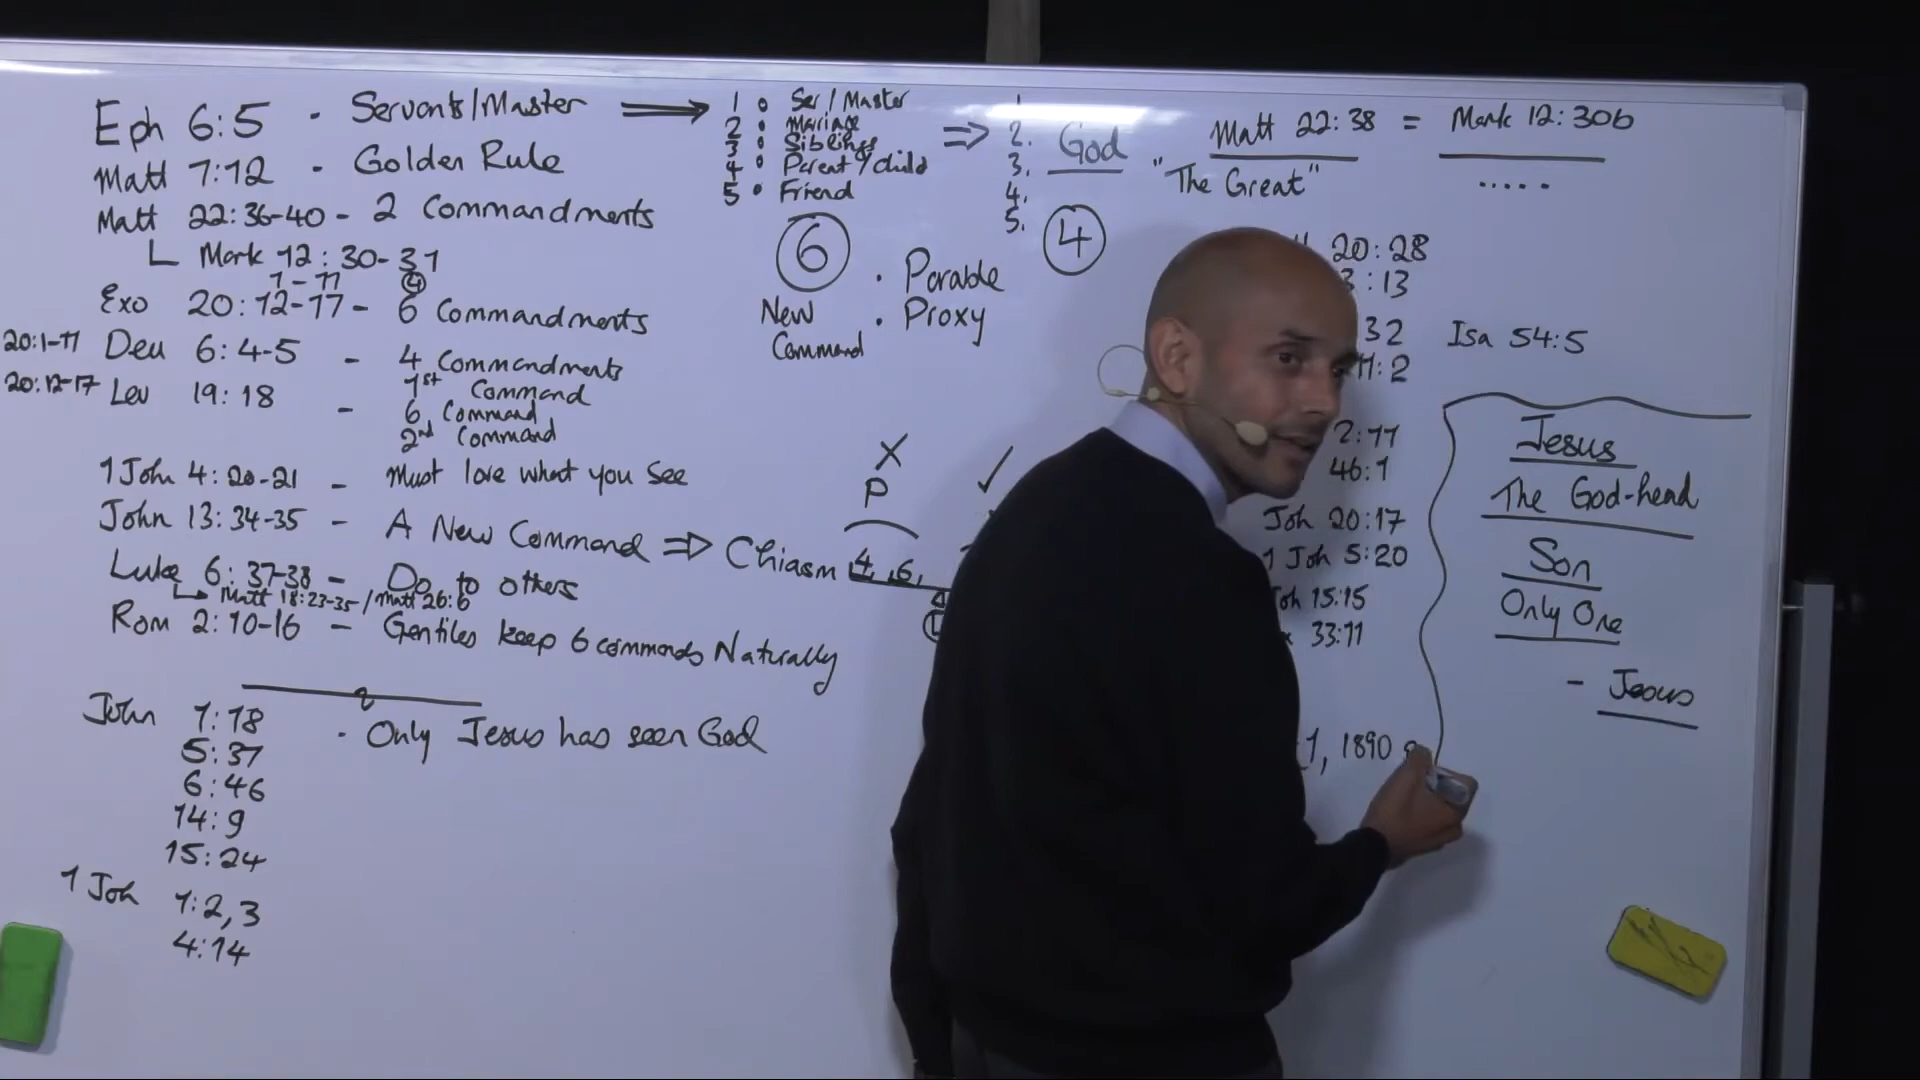 Eph 6:5 - Servants/Master
Matt 7:12 - Golden Rule
Matt 22:36-40 - 2 Commandments
Mark 12:30-31
1-11 4
Exo 20:12-17 - 6 Commandments
20:1-11 Deu 6:4-5 - 4 Commandments
1st Command
20:12-17 Lev 19:18 - 6 Command
2nd Command
1 John 4:20-21 - Must love what you see
John 13:34-35 - A New Command ⇒ Chiasm 4, 6,
Luke 6:37-38 - Do to others
Matt 18:23-35 / Matt 26:6
Rom 2:10-16 - Gentiles keep 6 commands Naturally
John 1:18 - Only Jesus has seen God
5:37
6:46
14:9
15:24
1 Joh 1:2,3
4:14
1 • Ser/Master
2 • Mariage
3 • Siblings
4 • Parent/child
5 • Friend
6
New Command
• Parable
• Proxy
X
P
✓
1
2. God
3.
4.
5.
4
Matt 22:38 = Mark 12:30b
"The Great" .....
20:28
:13
32 Isa 54:5
11:2
2:11
46:1
Joh 20:17
1 Joh 5:20
Joh 15:15
33:11
1, 1890
Jesus
The God-head
Son
Only One
- Jesus